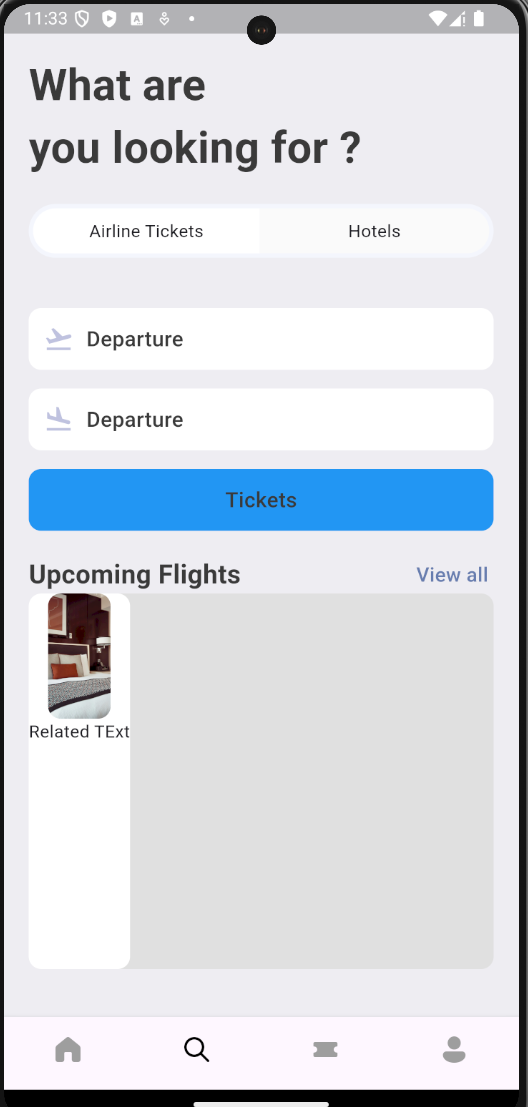 11:33
What are
you looking for ?
Airline Tickets
Hotels
Departure
Departure
Tickets
Upcoming Flights
View all
Related TExt